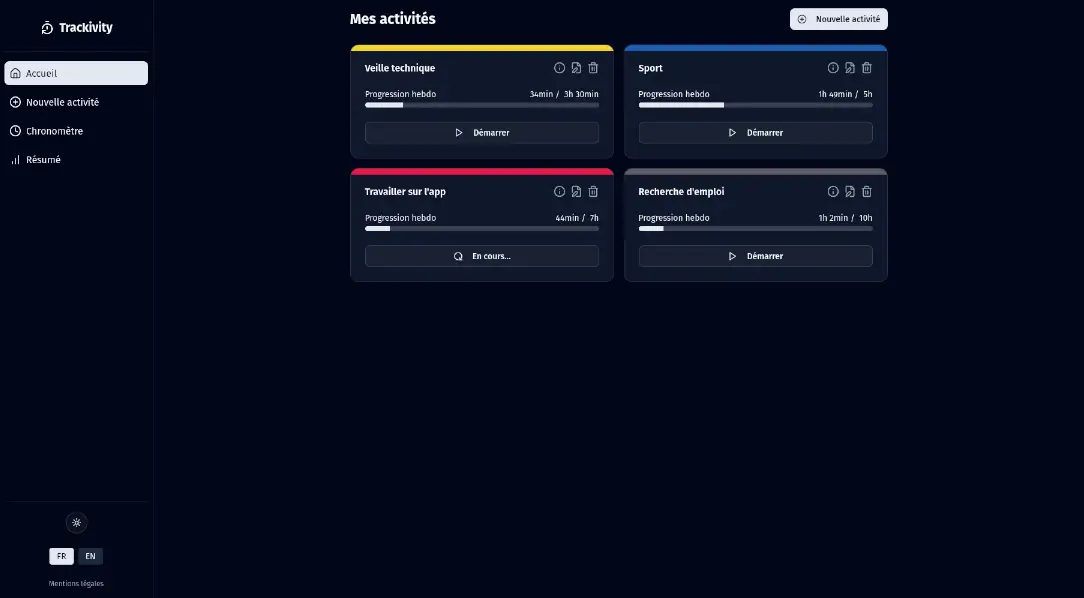 Trackivity
Accueil
Nouvelle activité
Chronomètre
Résumé
FR EN
Mentions légales
Mes activités
Nouvelle activité
Veille technique
Progression hebdo 34min / 3h 30min
Démarrer
Sport
Progression hebdo 1h 49min / 5h
Démarrer
Travailler sur l'app
Progression hebdo 44min / 7h
En cours...
Recherche d'emploi
Progression hebdo 1h 2min / 10h
Démarrer